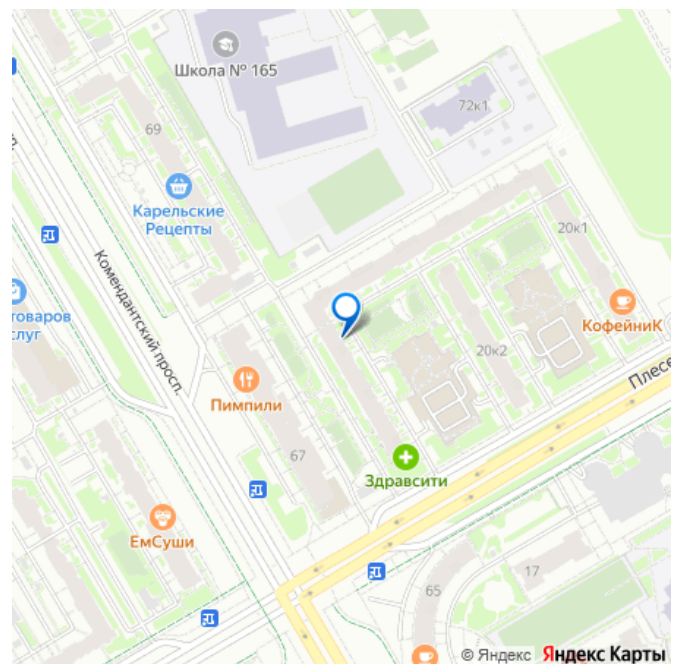 Школа № 165
72к1
69
Карельские
Рецепты
20к1
Комендантский просп.
товаров
слуг
КофейниК
20к2
Плесе
Пимпили
67
Здравсити
ЕмСуши
65
17
© Яндекс Яндекс Карты